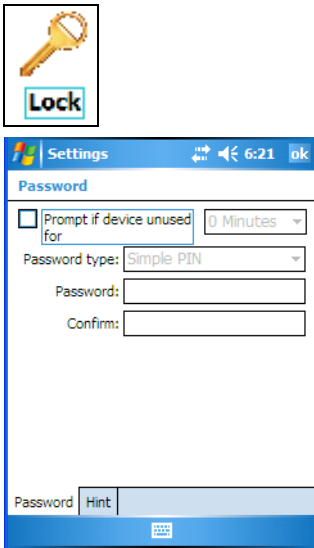 Lock
Settings 6:21 ok
Password
Prompt if device unused 0 Minutes
for
Password type: Simple PIN
Password:
Confirm:
Password Hint